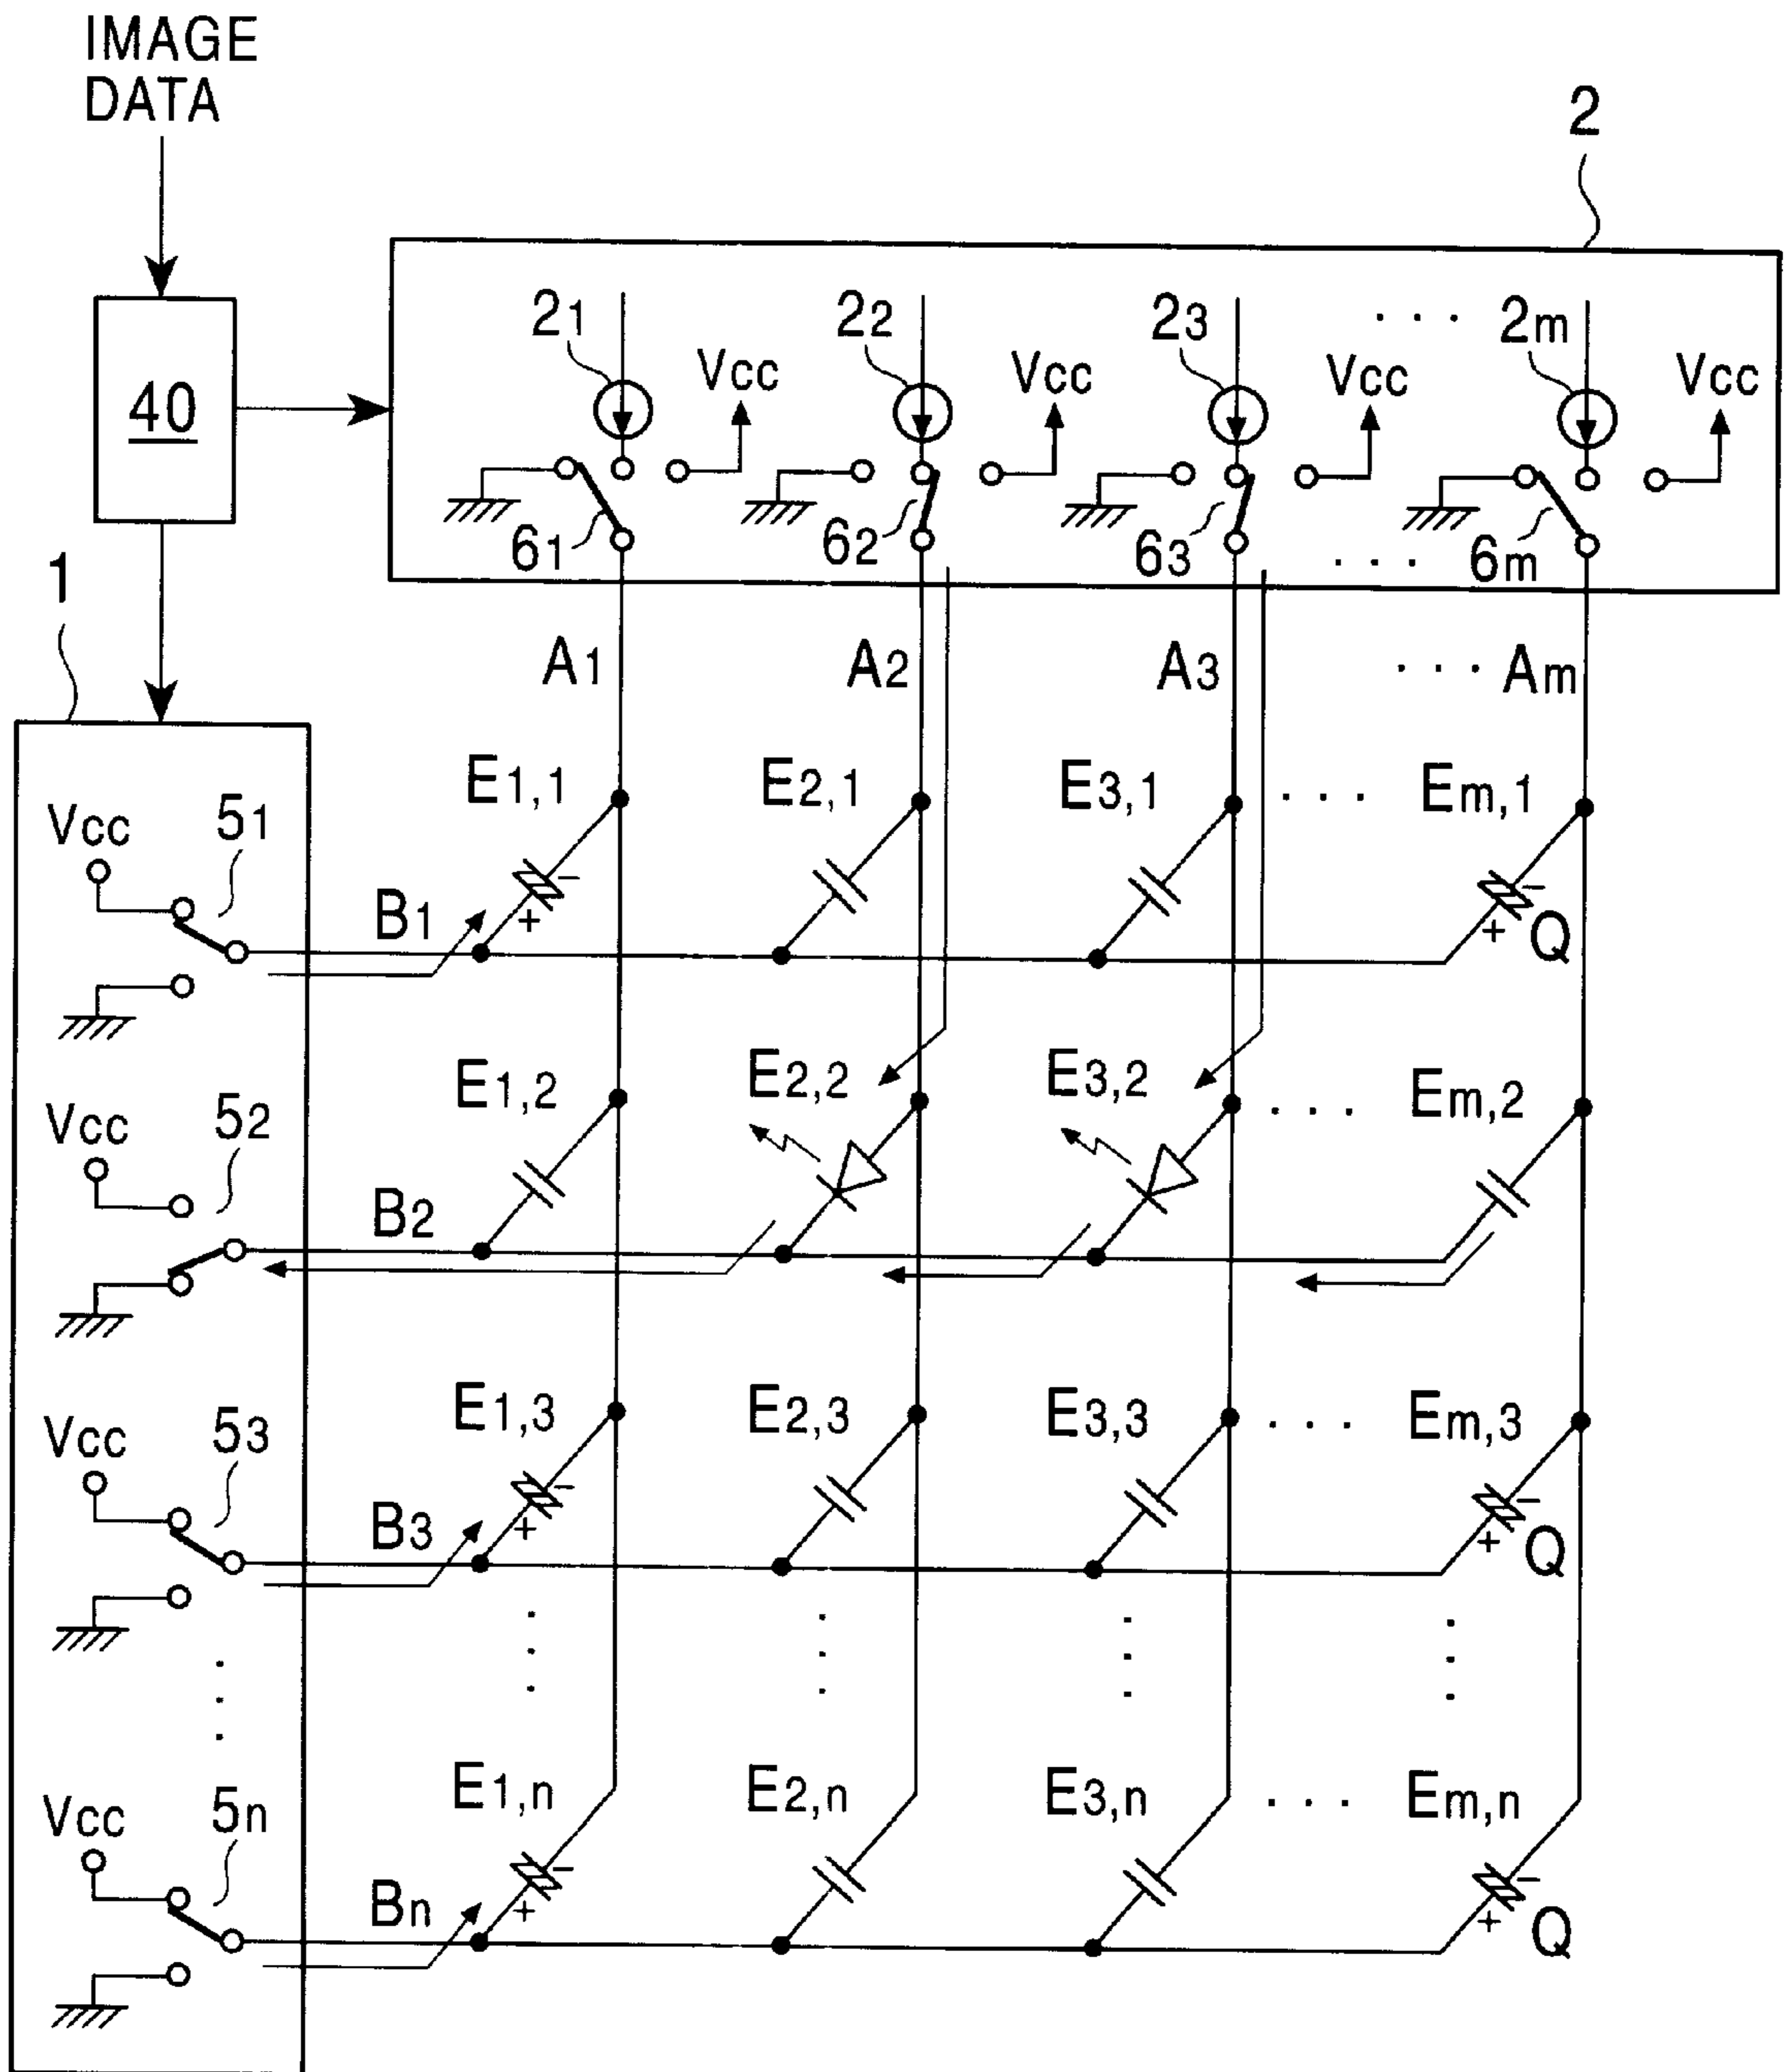 IMAGE
DATA
2
40
21 22 23 · · · 2m
Vcc Vcc Vcc Vcc
61 62 63 · · · 6m
1
A1 A2 A3 · · · Am
E1,1 E2,1 E3,1 · · · Em,1
Vcc 51
B1 + - + - Q
E1,2 E2,2 E3,2 · · · Em,2
Vcc 52
B2
E1,3 E2,3 E3,3 · · · Em,3
Vcc 53
B3 + - + - Q
E1,n E2,n E3,n · · · Em,n
Vcc 5n
Bn + - + - Q